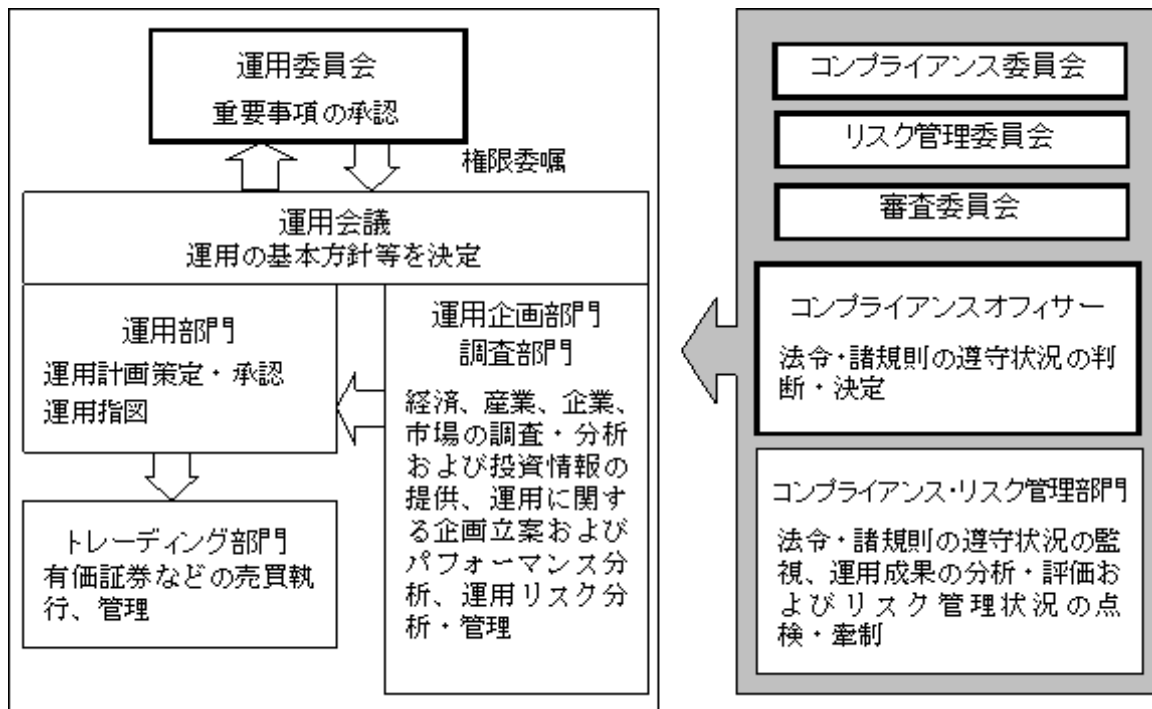 運用委員会
重要事項の承認
権限委嘱
運用会議
運用の基本方針等を決定
運用部門
運用計画策定・承認
運用指図
運用企画部門
調査部門
経済、産業、企業、
市場の調査・分析
および投資情報の
提供、運用に関す
る企画立案および
パフォーマンス分
析、運用リスク分
析・管理
トレーディング部門
有価証券などの売買執
行、管理
コンプライアンス委員会
リスク管理委員会
審査委員会
コンプライアンスオフィサー
法令・諸規則の遵守状況の判
断・決定
コンプライアンス・リスク管理部門
法令・諸規則の遵守状況の監
視、運用成果の分析・評価お
よびリスク管理状況の点
検・牽制